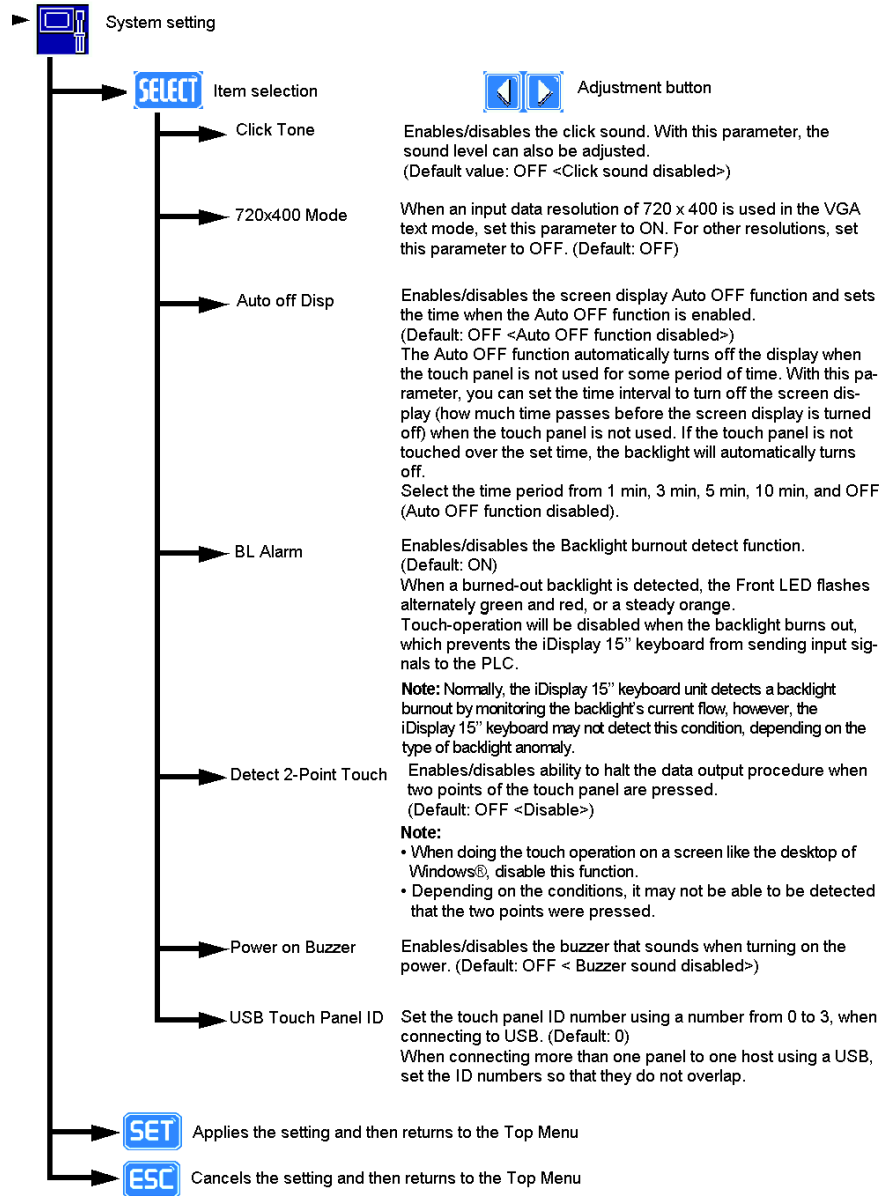 System setting
SELECT Item selection
Adjustment button
Click Tone
Enables/disables the click sound. With this parameter, the
sound level can also be adjusted.
(Default value: OFF <Click sound disabled>)
720x400 Mode
When an input data resolution of 720 x 400 is used in the VGA
text mode, set this parameter to ON. For other resolutions, set
this parameter to OFF. (Default: OFF)
Auto off Disp
Enables/disables the screen display Auto OFF function and sets
the time when the Auto OFF function is enabled.
(Default: OFF <Auto OFF function disabled>)
The Auto OFF function automatically turns off the display when
the touch panel is not used for some period of time. With this pa-
rameter, you can set the time interval to turn off the screen dis-
play (how much time passes before the screen display is turned
off) when the touch panel is not used. If the touch panel is not
touched over the set time, the backlight will automatically turns
off.
Select the time period from 1 min, 3 min, 5 min, 10 min, and OFF
(Auto OFF function disabled).
BL Alarm
Enables/disables the Backlight burnout detect function.
(Default: ON)
When a burned-out backlight is detected, the Front LED flashes
alternately green and red, or a steady orange.
Touch-operation will be disabled when the backlight burns out,
which prevents the iDisplay 15” keyboard from sending input sig-
nals to the PLC.
Note: Normally, the iDisplay 15” keyboard unit detects a backlight
burnout by monitoring the backlight’s current flow, however, the
iDisplay 15” keyboard may not detect this condition, depending on the
type of backlight anomaly.
Detect 2-Point Touch
Enables/disables ability to halt the data output procedure when
two points of the touch panel are pressed.
(Default: OFF <Disable>)
Note:
• When doing the touch operation on a screen like the desktop of
Windows®, disable this function.
• Depending on the conditions, it may not be able to be detected
that the two points were pressed.
Power on Buzzer
Enables/disables the buzzer that sounds when turning on the
power. (Default: OFF < Buzzer sound disabled>)
USB Touch Panel ID
Set the touch panel ID number using a number from 0 to 3, when
connecting to USB. (Default: 0)
When connecting more than one panel to one host using a USB,
set the ID numbers so that they do not overlap.
SET Applies the setting and then returns to the Top Menu
ESC Cancels the setting and then returns to the Top Menu